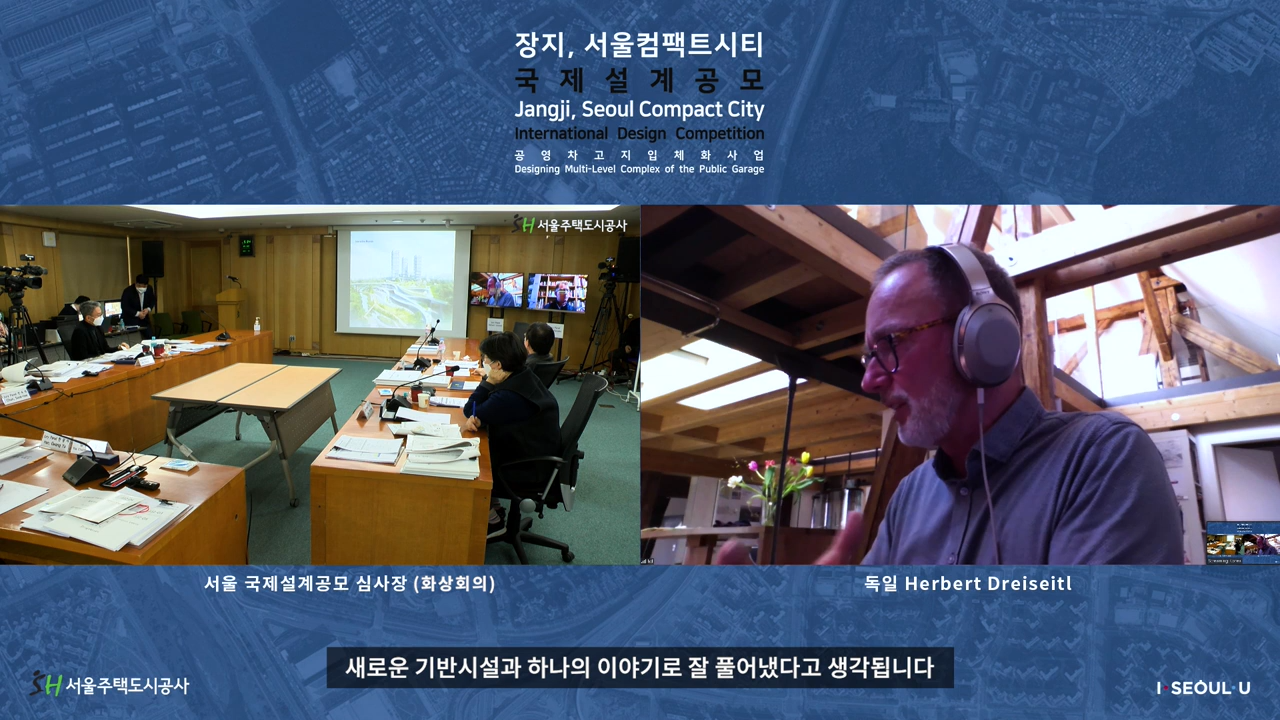 장지, 서울컴팩트시티
국제설계공모
Jangji, Seoul Compact City
International Design Competition
공영차고지입체화사업
Designing Multi-Level Complex of the Public Garage
SH 서울주택도시공사
서울 국제설계공모 심사장 (화상회의)
독일 Herbert Dreiseitl
새로운 기반시설과 하나의 이야기로 잘 풀어냈다고 생각됩니다
SH 서울주택도시공사
I·SEOUL·U